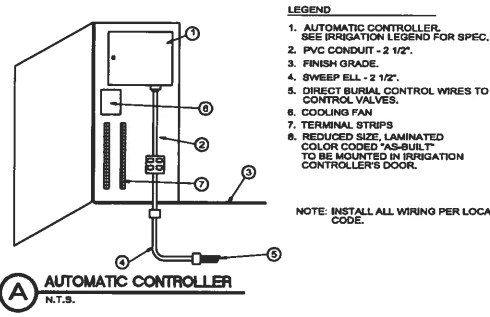 LEGEND
1. AUTOMATIC CONTROLLER.
SEE IRRIGATION LEGEND FOR SPEC.
2. PVC CONDUIT - 2 1/2".
3. FINISH GRADE.
4. SWEEP ELL - 2 1/2".
5. DIRECT BURIAL CONTROL WIRES TO
CONTROL VALVES.
6. COOLING FAN
7. TERMINAL STRIPS
8. REDUCED SIZE, LAMINATED
COLOR CODED "AS-BUILT"
TO BE MOUNTED IN IRRIGATION
CONTROLLER'S DOOR.
NOTE: INSTALL ALL WIRING PER LOCA
CODE.
1
6
2
7
3
4
5
A AUTOMATIC CONTROLLER
N.T.S.